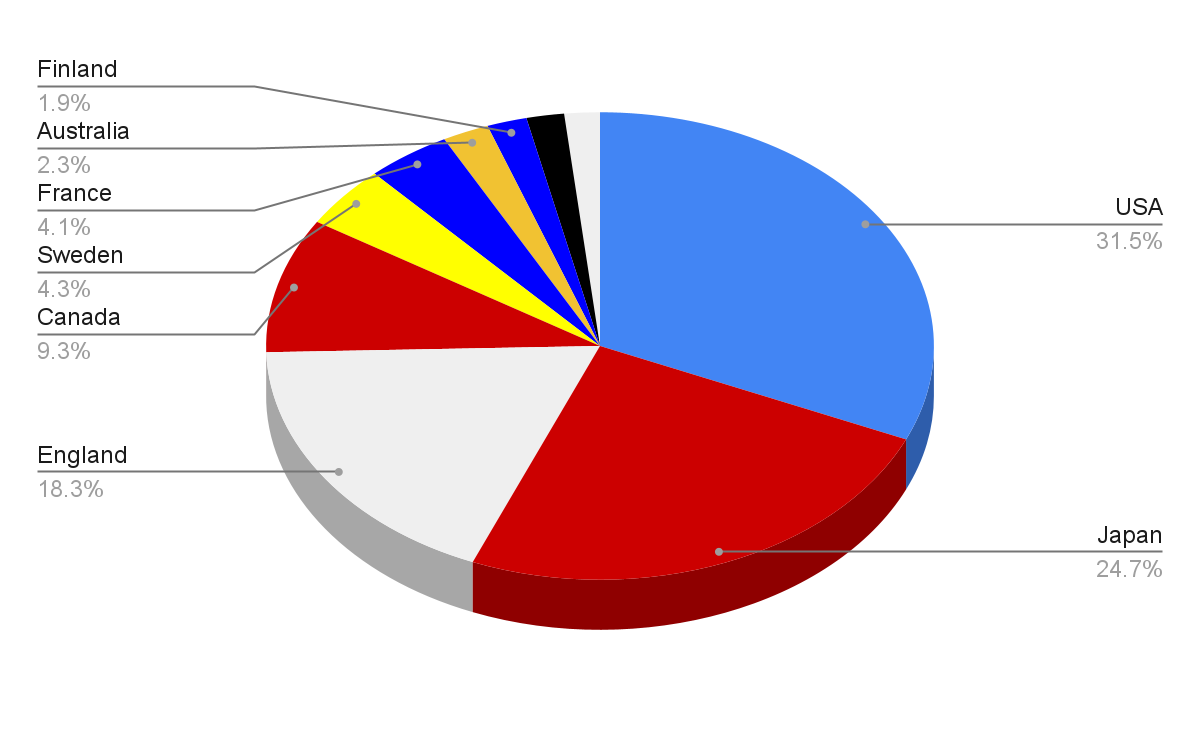 Finland
1.9%
Australia
2.3%
France
4.1%
Sweden
4.3%
Canada
9.3%
England
18.3%
USA
31.5%
Japan
24.7%